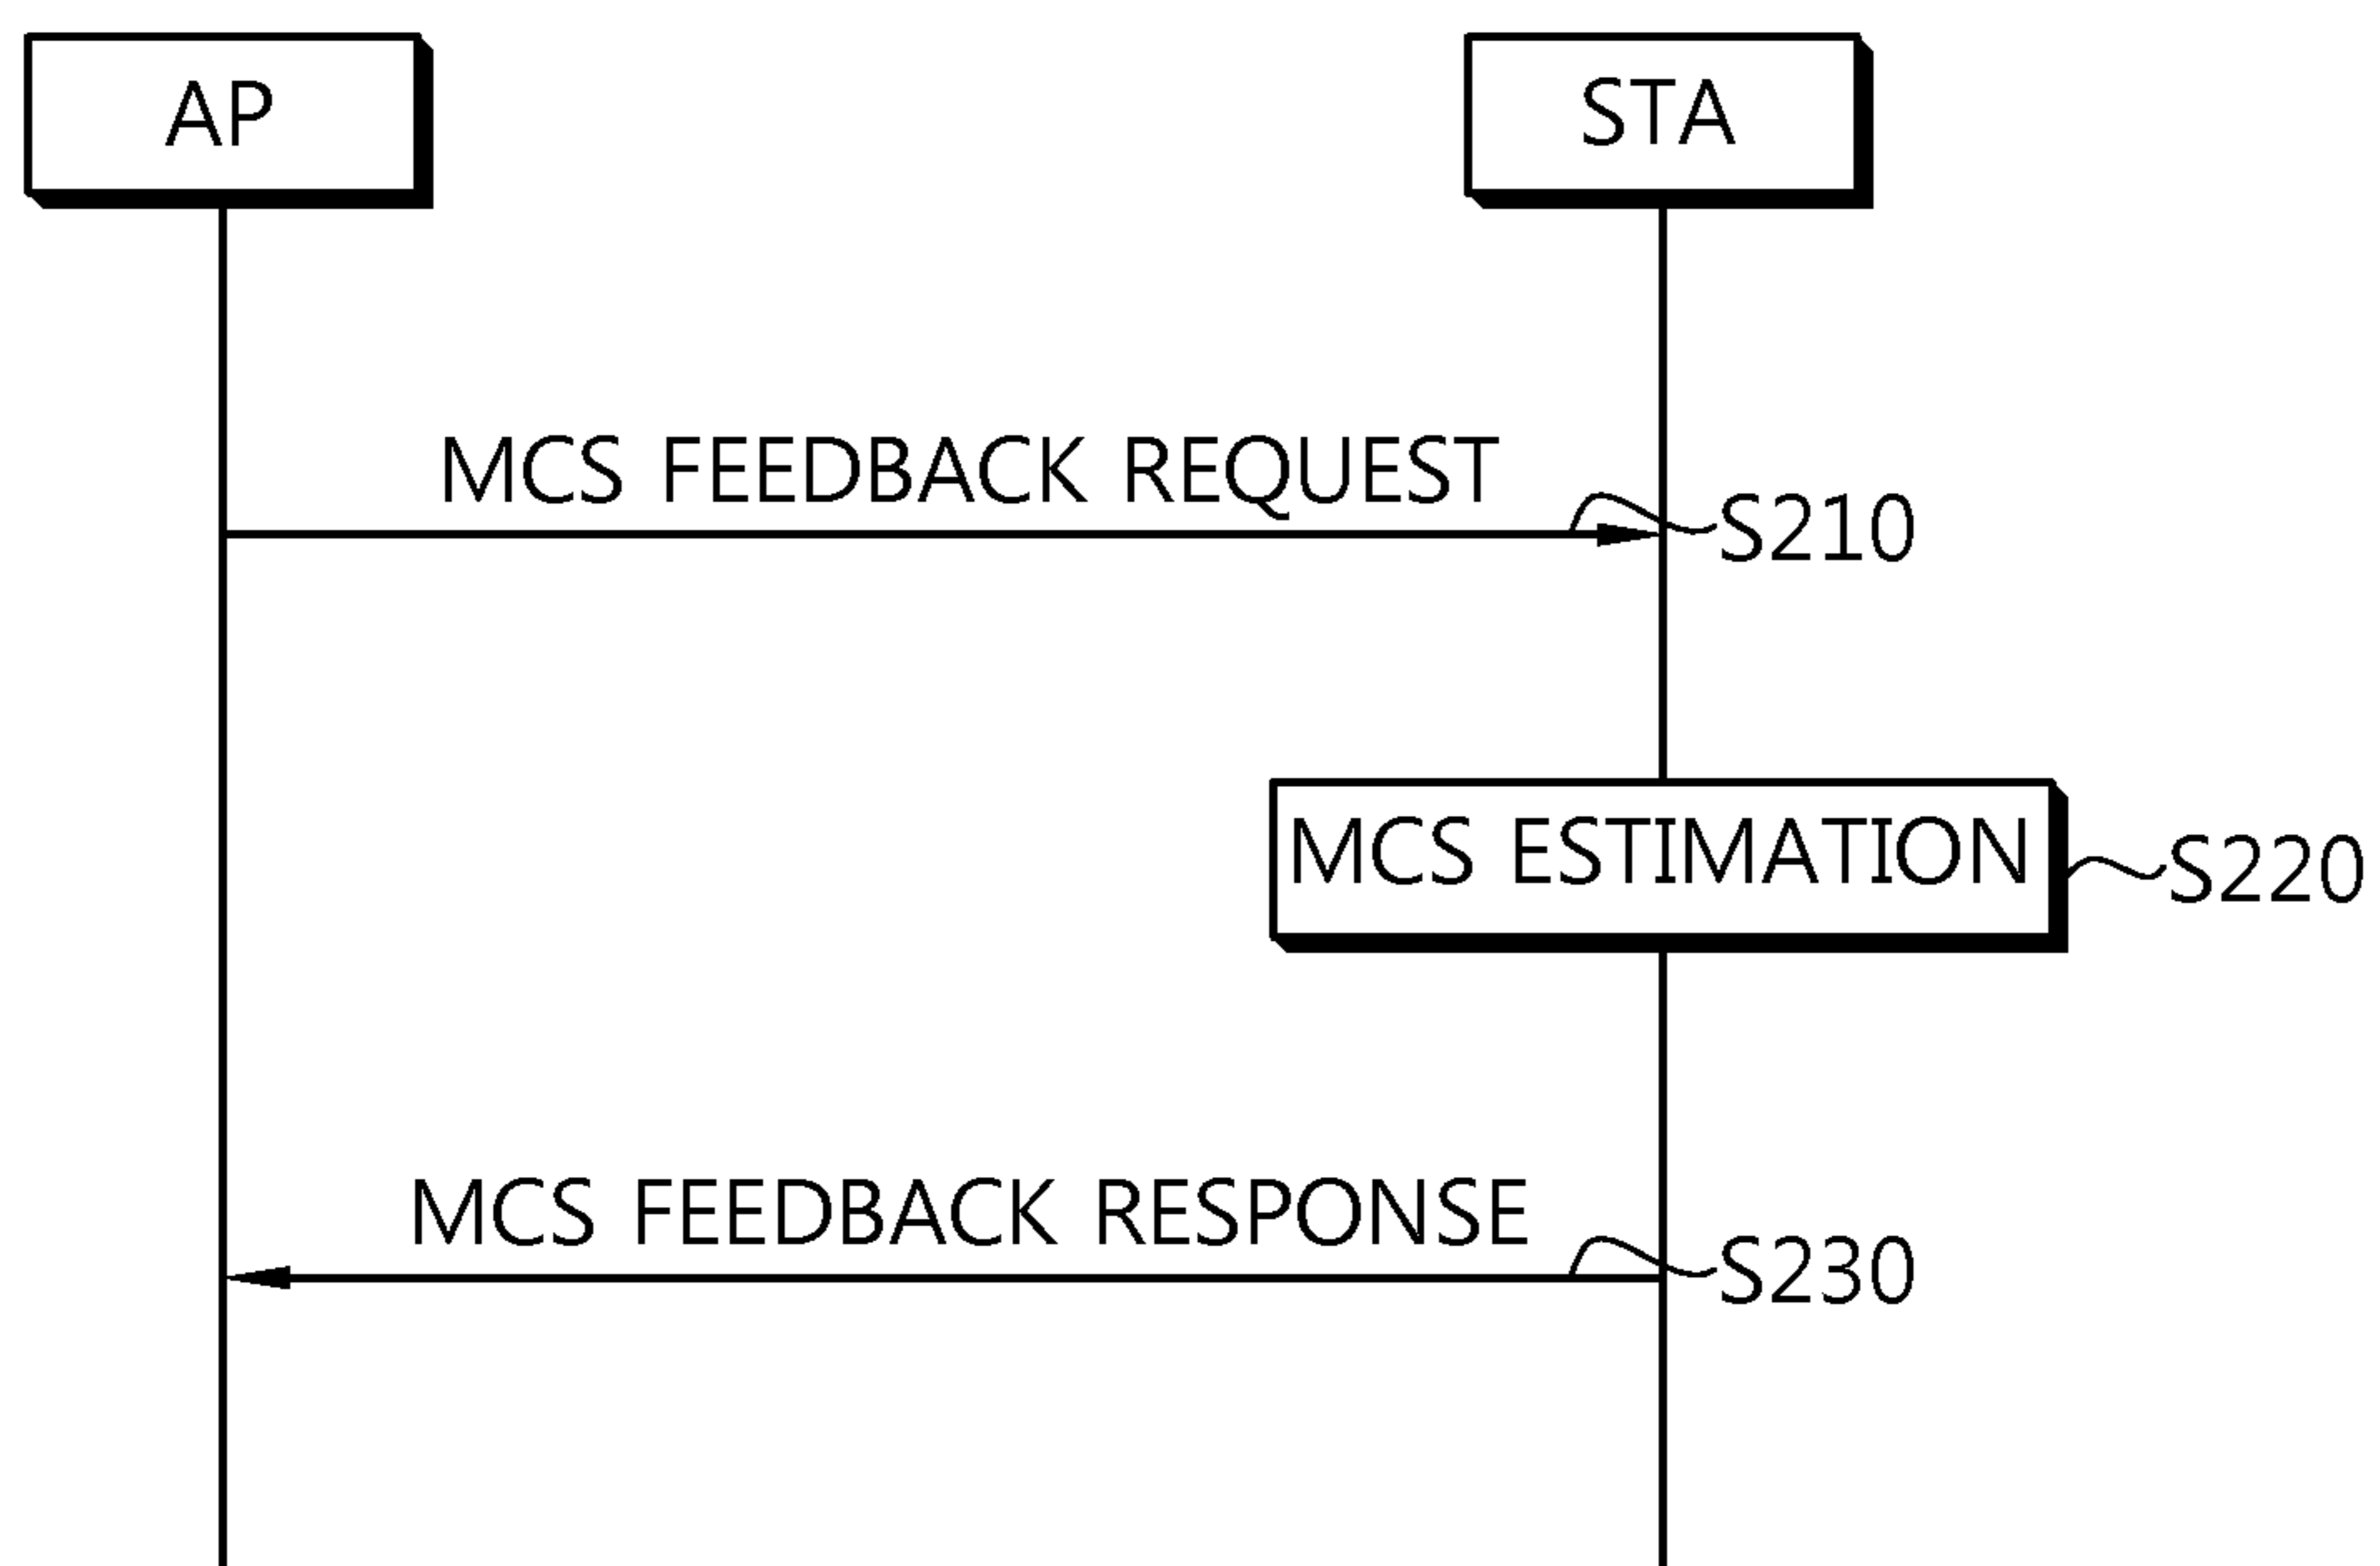 AP
STA
MCS FEEDBACK REQUEST
S210
MCS ESTIMATION
S220
MCS FEEDBACK RESPONSE
S230